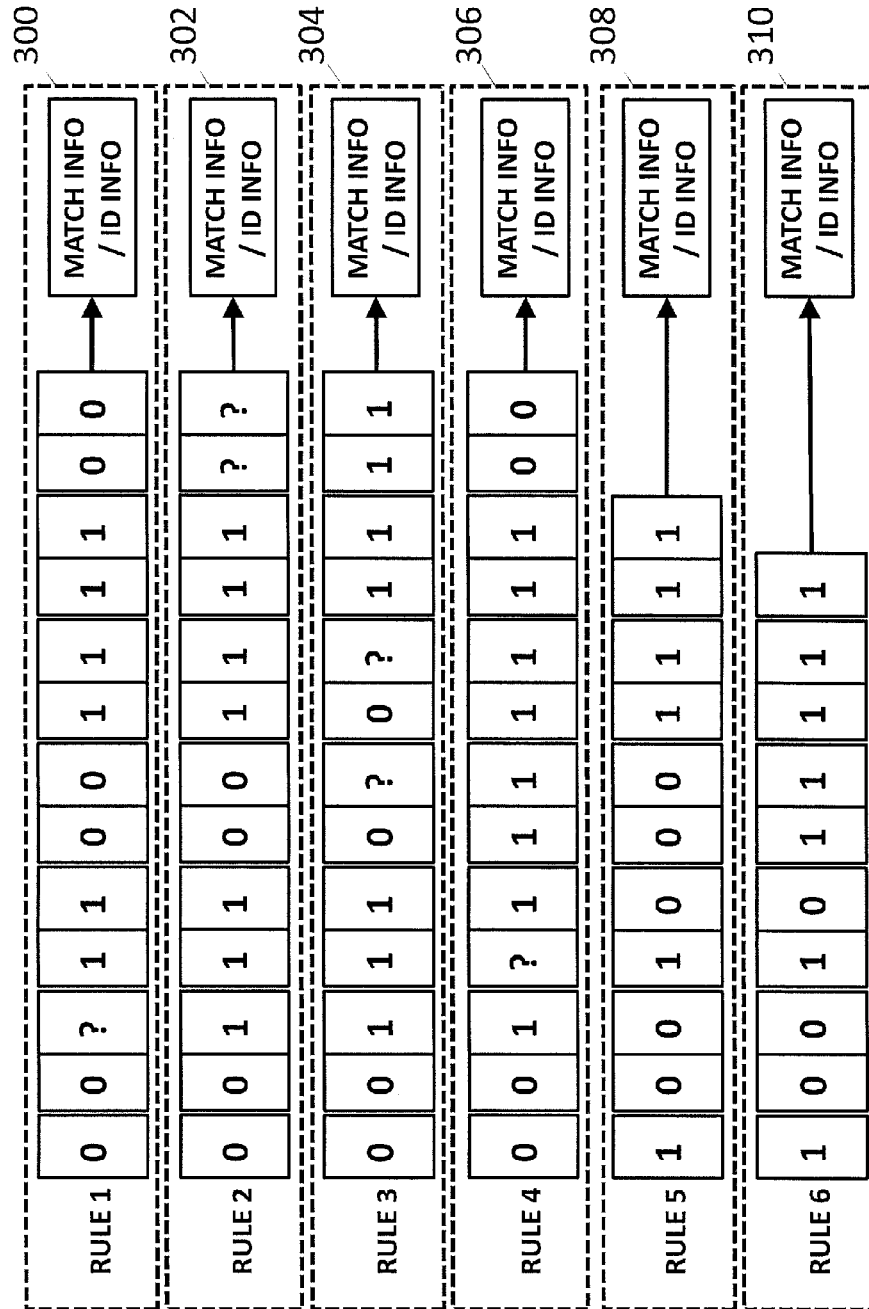 RULE 1 0 0 ? 1 1 0 0 1 1 1 1 0 0 MATCH INFO
/ ID INFO
300
RULE 2 0 0 1 1 1 0 0 1 1 1 1 ? ? MATCH INFO
/ ID INFO
302
RULE 3 0 0 1 1 1 0 ? 0 ? 1 1 1 1 MATCH INFO
/ ID INFO
304
RULE 4 0 0 1 ? 1 1 1 1 1 1 1 0 0 MATCH INFO
/ ID INFO
306
RULE 5 1 0 0 1 0 0 0 1 1 1 1 MATCH INFO
/ ID INFO
308
RULE 6 1 0 0 1 0 1 1 1 1 1 MATCH INFO
/ ID INFO
310